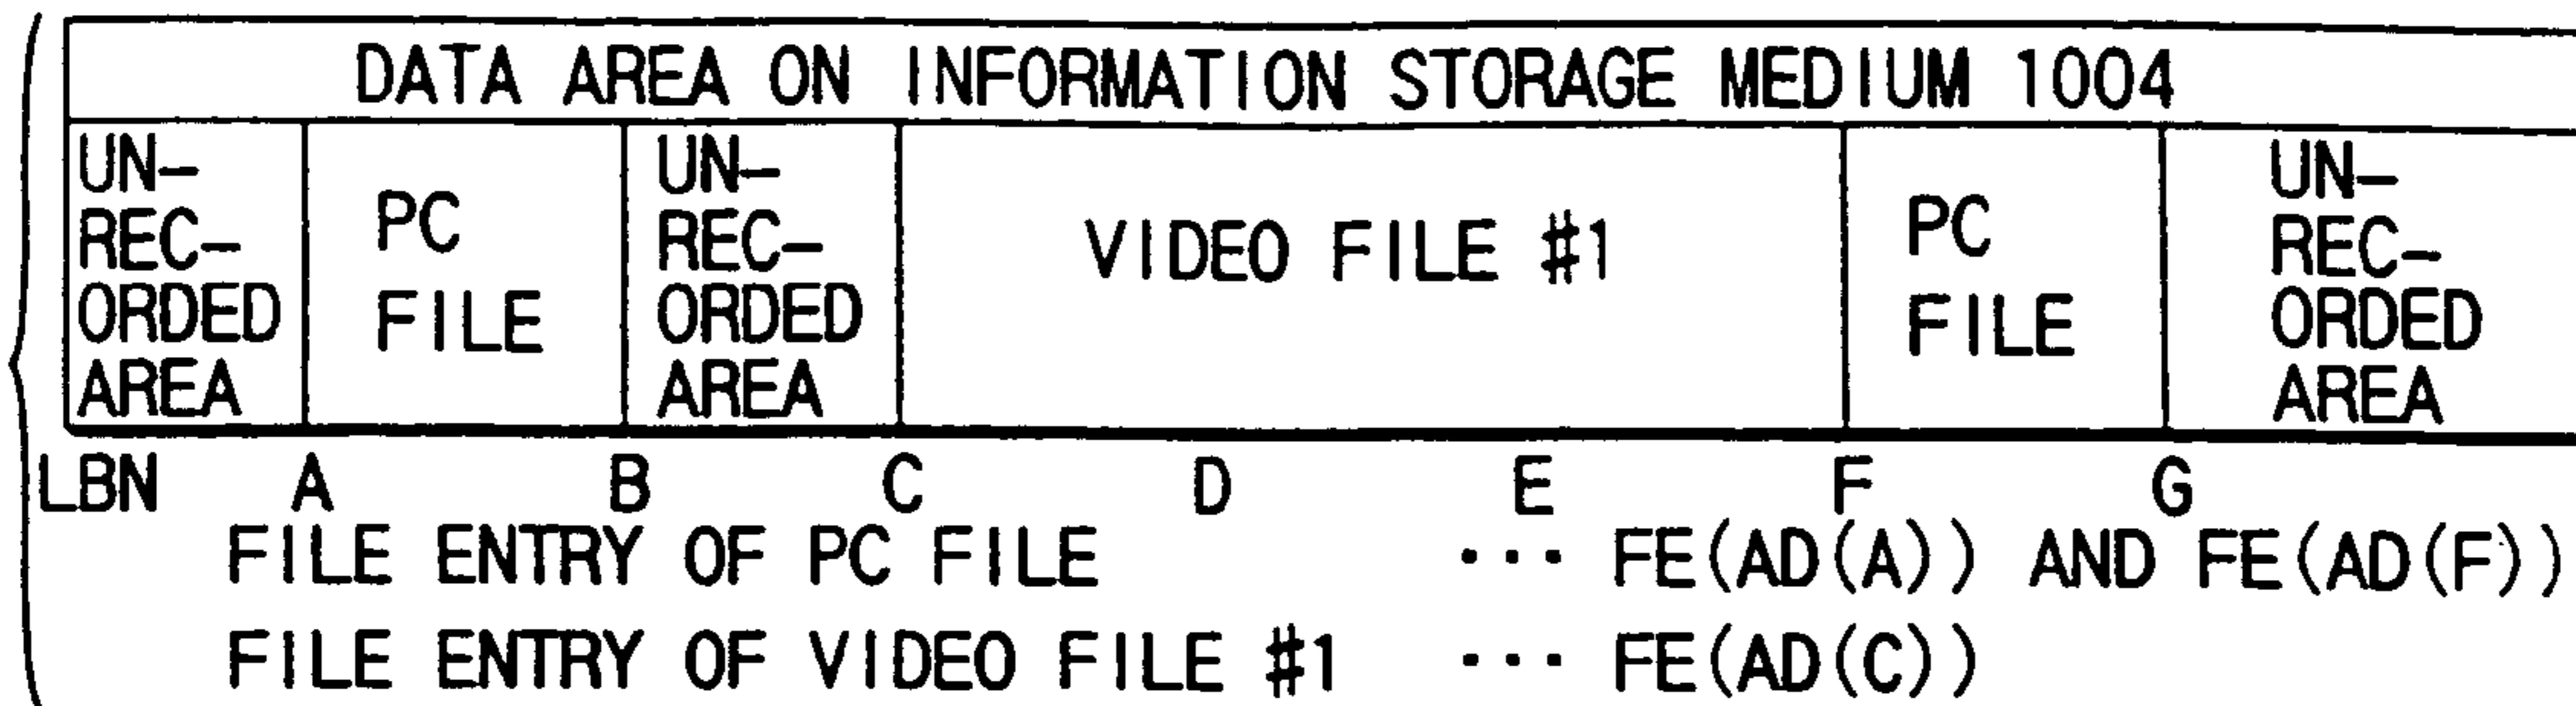 DATA AREA ON INFORMATION STORAGE MEDIUM 1004
UN-
REC-
ORDED
AREA
PC
FILE
UN-
REC-
ORDED
AREA
VIDEO FILE #1
PC
FILE
UN-
REC-
ORDED
AREA
LBN A B C D E F G
FILE ENTRY OF PC FILE ··· FE(AD(A)) AND FE(AD(F))
FILE ENTRY OF VIDEO FILE #1 ··· FE(AD(C))